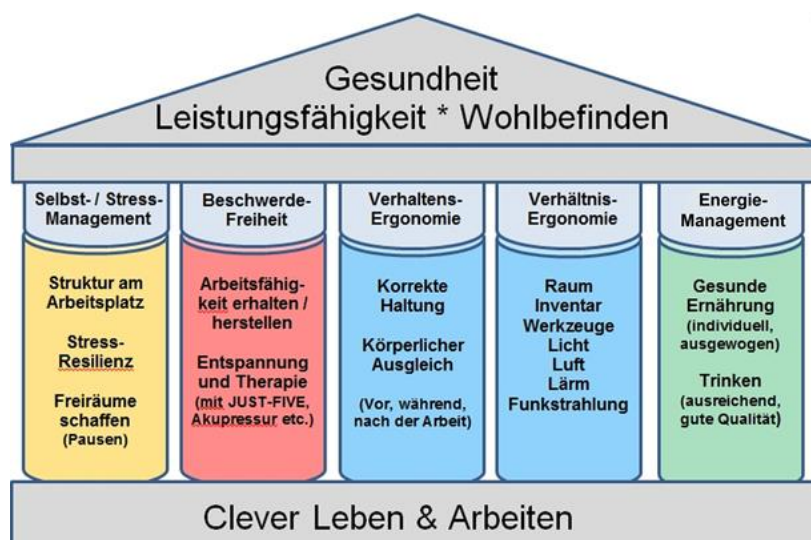 Gesundheit
Leistungsfähigkeit * Wohlbefinden
Selbst- / Stress-
Management
Struktur am
Arbeitsplatz
Stress-
Resilienz
Freiräume
schaffen
(Pausen)
Beschwerde-
Freiheit
Arbeitsfähig-
keit erhalten /
herstellen
Entspannung
und Therapie
(mit JUST-FIVE,
Akupressur etc.)
Verhaltens-
Ergonomie
Korrekte
Haltung
Körperlicher
Ausgleich
(Vor, während,
nach der Arbeit)
Verhältnis-
Ergonomie
Raum
Inventar
Werkzeuge
Licht
Luft
Lärm
Funkstrahlung
Energie-
Management
Gesunde
Ernährung
(individuell,
ausgewogen)
Trinken
(ausreichend,
gute Qualität)
Clever Leben & Arbeiten